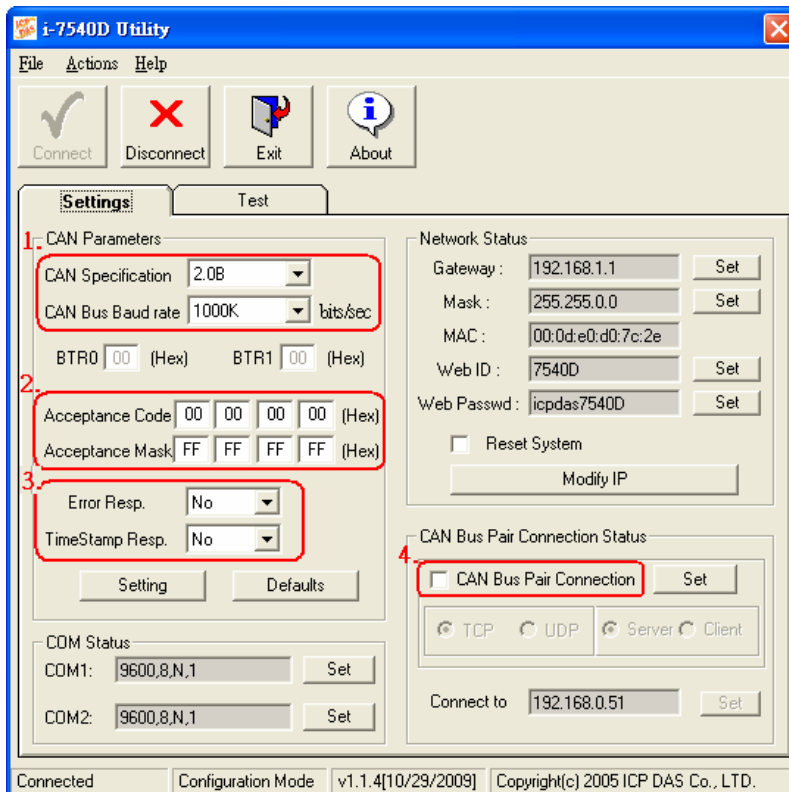 ICP DAS
i-7540D Utility
File Actions Help
Connect Disconnect Exit About
Settings Test
1.
CAN Parameters
CAN Specification 2.0B
CAN Bus Baud rate 1000K bits/sec
BTR0 00 (Hex) BTR1 00 (Hex)
2.
Acceptance Code 00 00 00 00 (Hex)
Acceptance Mask FF FF FF FF (Hex)
3.
Error Resp. No
TimeStamp Resp. No
Setting Defaults
COM Status
COM1: 9600,8,N,1 Set
COM2: 9600,8,N,1 Set
Network Status
Gateway : 192.168.1.1 Set
Mask : 255.255.0.0 Set
MAC : 00:0d:e0:d0:7c:2e
Web ID : 7540D Set
Web Passwd : icpdas7540D Set
Reset System
Modify IP
CAN Bus Pair Connection Status
4.
CAN Bus Pair Connection Set
TCP UDP Server Client
Connect to 192.168.0.51 Set
Connected Configuration Mode v1.1.4[10/29/2009] Copyright(c) 2005 ICP DAS Co., LTD.